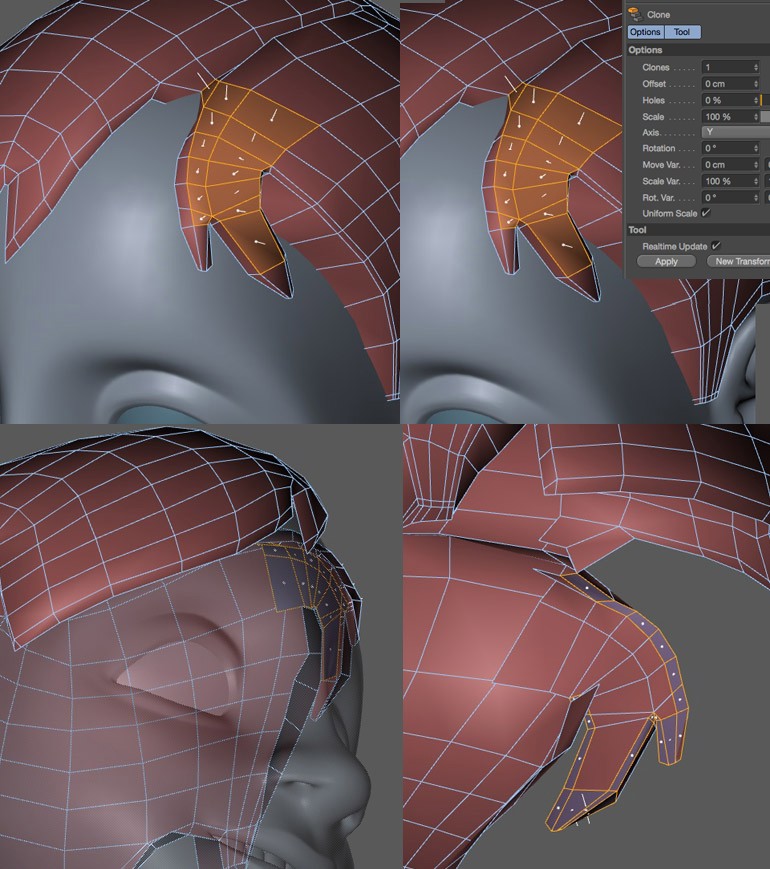 Clone
Options Tool
Options
Clones . . . . . 1
Offset . . . . . 0 cm
Holes . . . . . 0 %
Scale . . . . . 100 %
Axis. . . . . . . . Y
Rotation . . . 0 °
Move Var. . . 0 cm
Scale Var. . . . 100 %
Rot. Var. . . . 0 °
Uniform Scale
Tool
Realtime Update
Apply New Transform